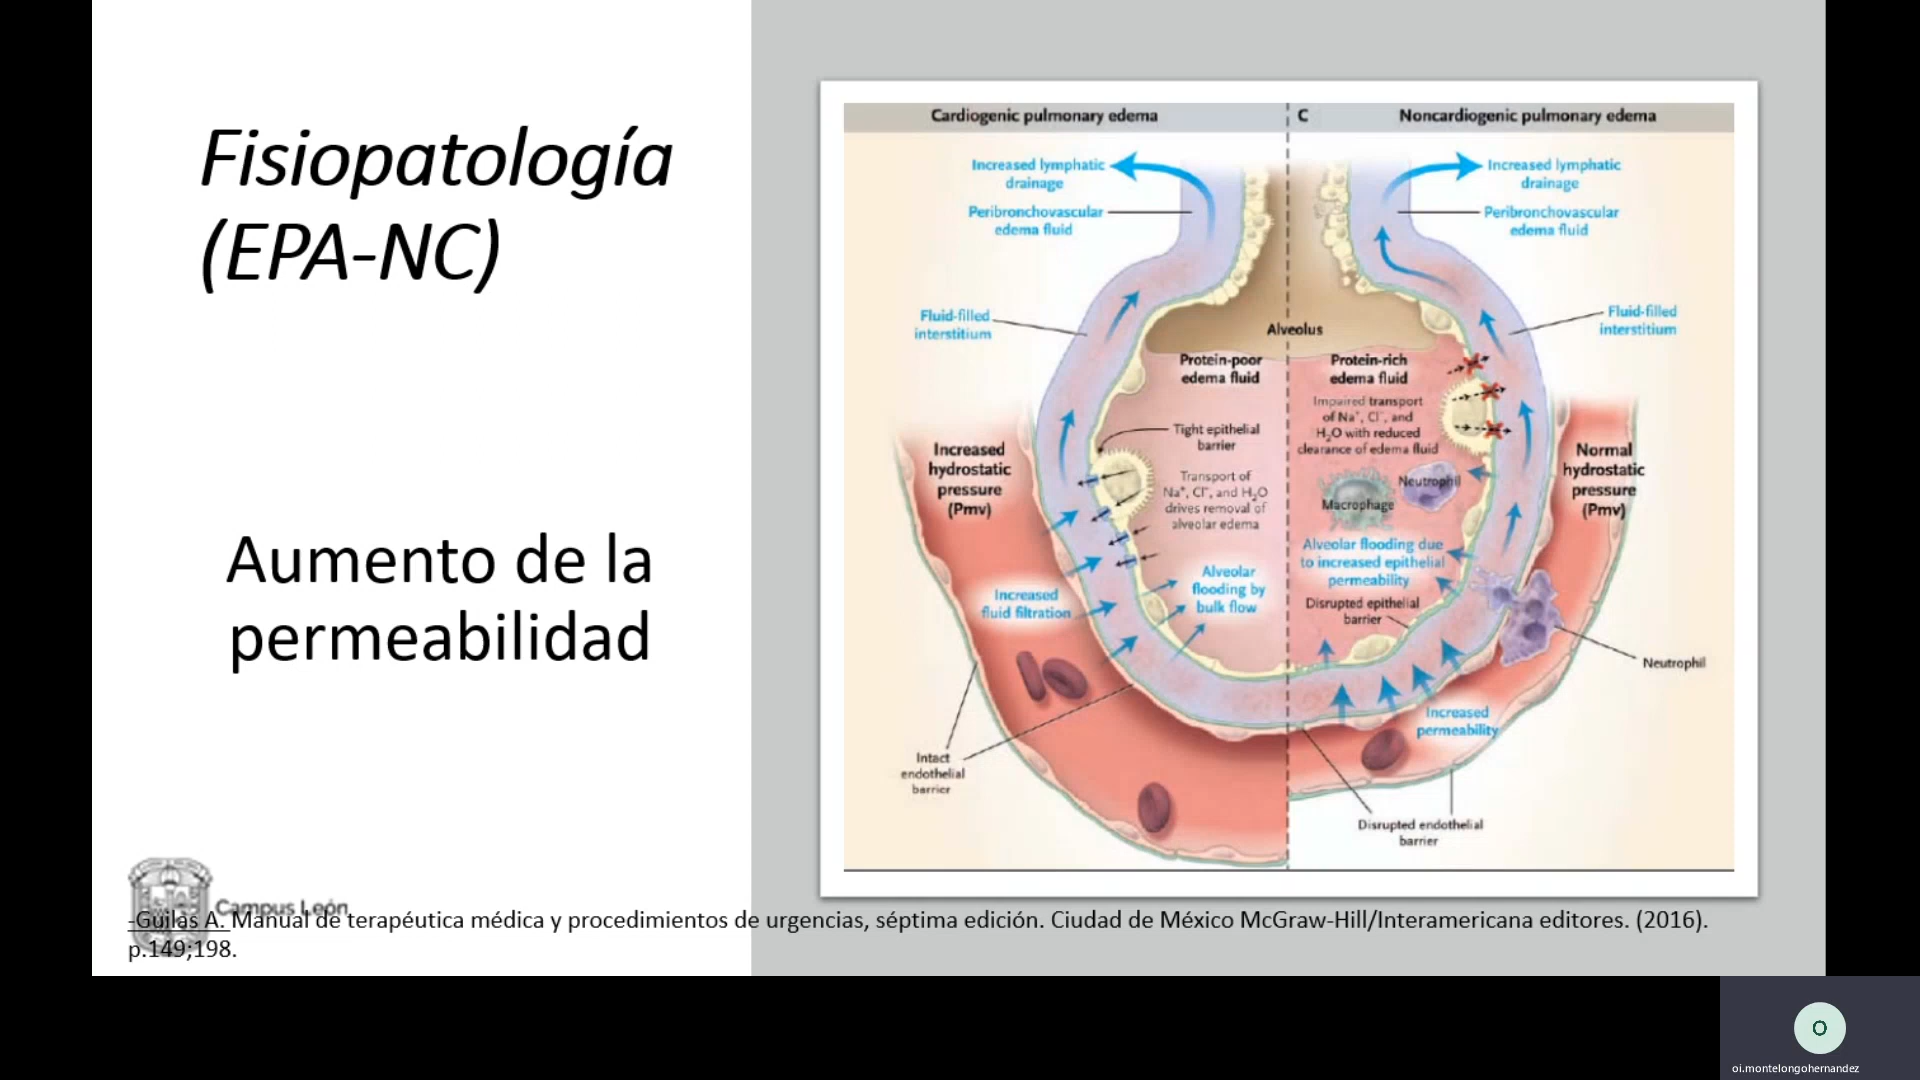 Fisiopatología
(EPA-NC)
Aumento de la
permeabilidad
Cardiogenic pulmonary edema
C
Noncardiogenic pulmonary edema
Increased lymphatic
drainage
Peribronchovascular
edema fluid
Fluid-filled
interstitium
Increased lymphatic
drainage
Peribronchovascular
edema fluid
Fluid-filled
interstitium
Alveolus
Protein-poor
edema fluid
Protein-rich
edema fluid
Tight epithelial
barrier
Transport of
Na⁺, Cl⁻, and H₂O
drives removal of
alveolar edema
Impaired transport
of Na⁺, Cl⁻, and
H₂O with reduced
clearance of edema fluid
Increased
hydrostatic
pressure
(Pmv)
Normal
hydrostatic
pressure
(Pmv)
Neutrophil
Macrophage
Alveolar flooding due
to increased epithelial
permeability
Alveolar
flooding by
bulk flow
Increased
fluid filtration
Disrupted epithelial
barrier
Neutrophil
Increased
permeability
Intact
endothelial
barrier
Disrupted endothelial
barrier
Campus León
-Guilas A. Manual de terapéutica médica y procedimientos de urgencias, séptima edición. Ciudad de México McGraw-Hill/Interamericana editores. (2016).
p.149;198.
O
oi.montelongohernandez